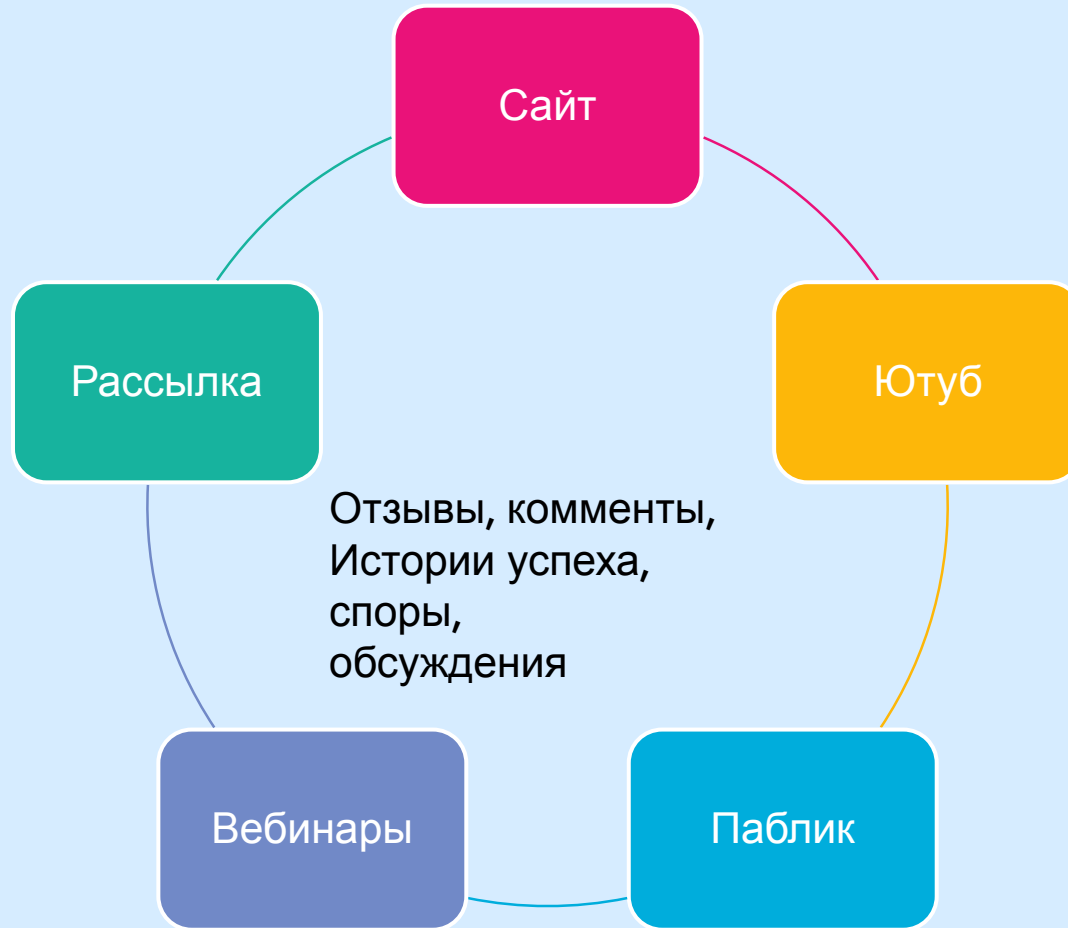 Сайт
Рассылка
Ютуб
Отзывы, комменты,
Истории успеха,
споры,
обсуждения
Вебинары
Паблик